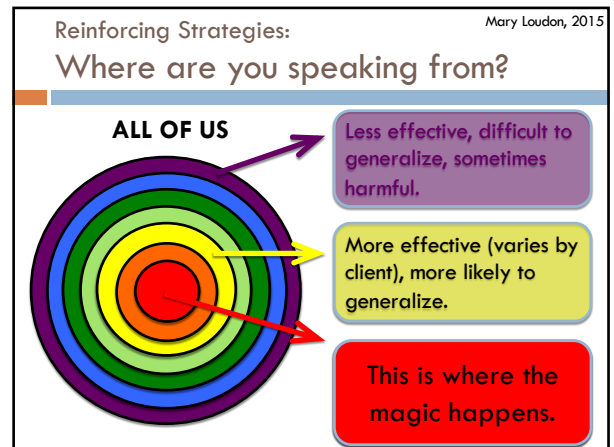 Mary Loudon, 2015
Reinforcing Strategies:
Where are you speaking from?
ALL OF US
Less effective, difficult to
generalize, sometimes
harmful.
More effective (varies by
client), more likely to
generalize.
This is where the
magic happens.